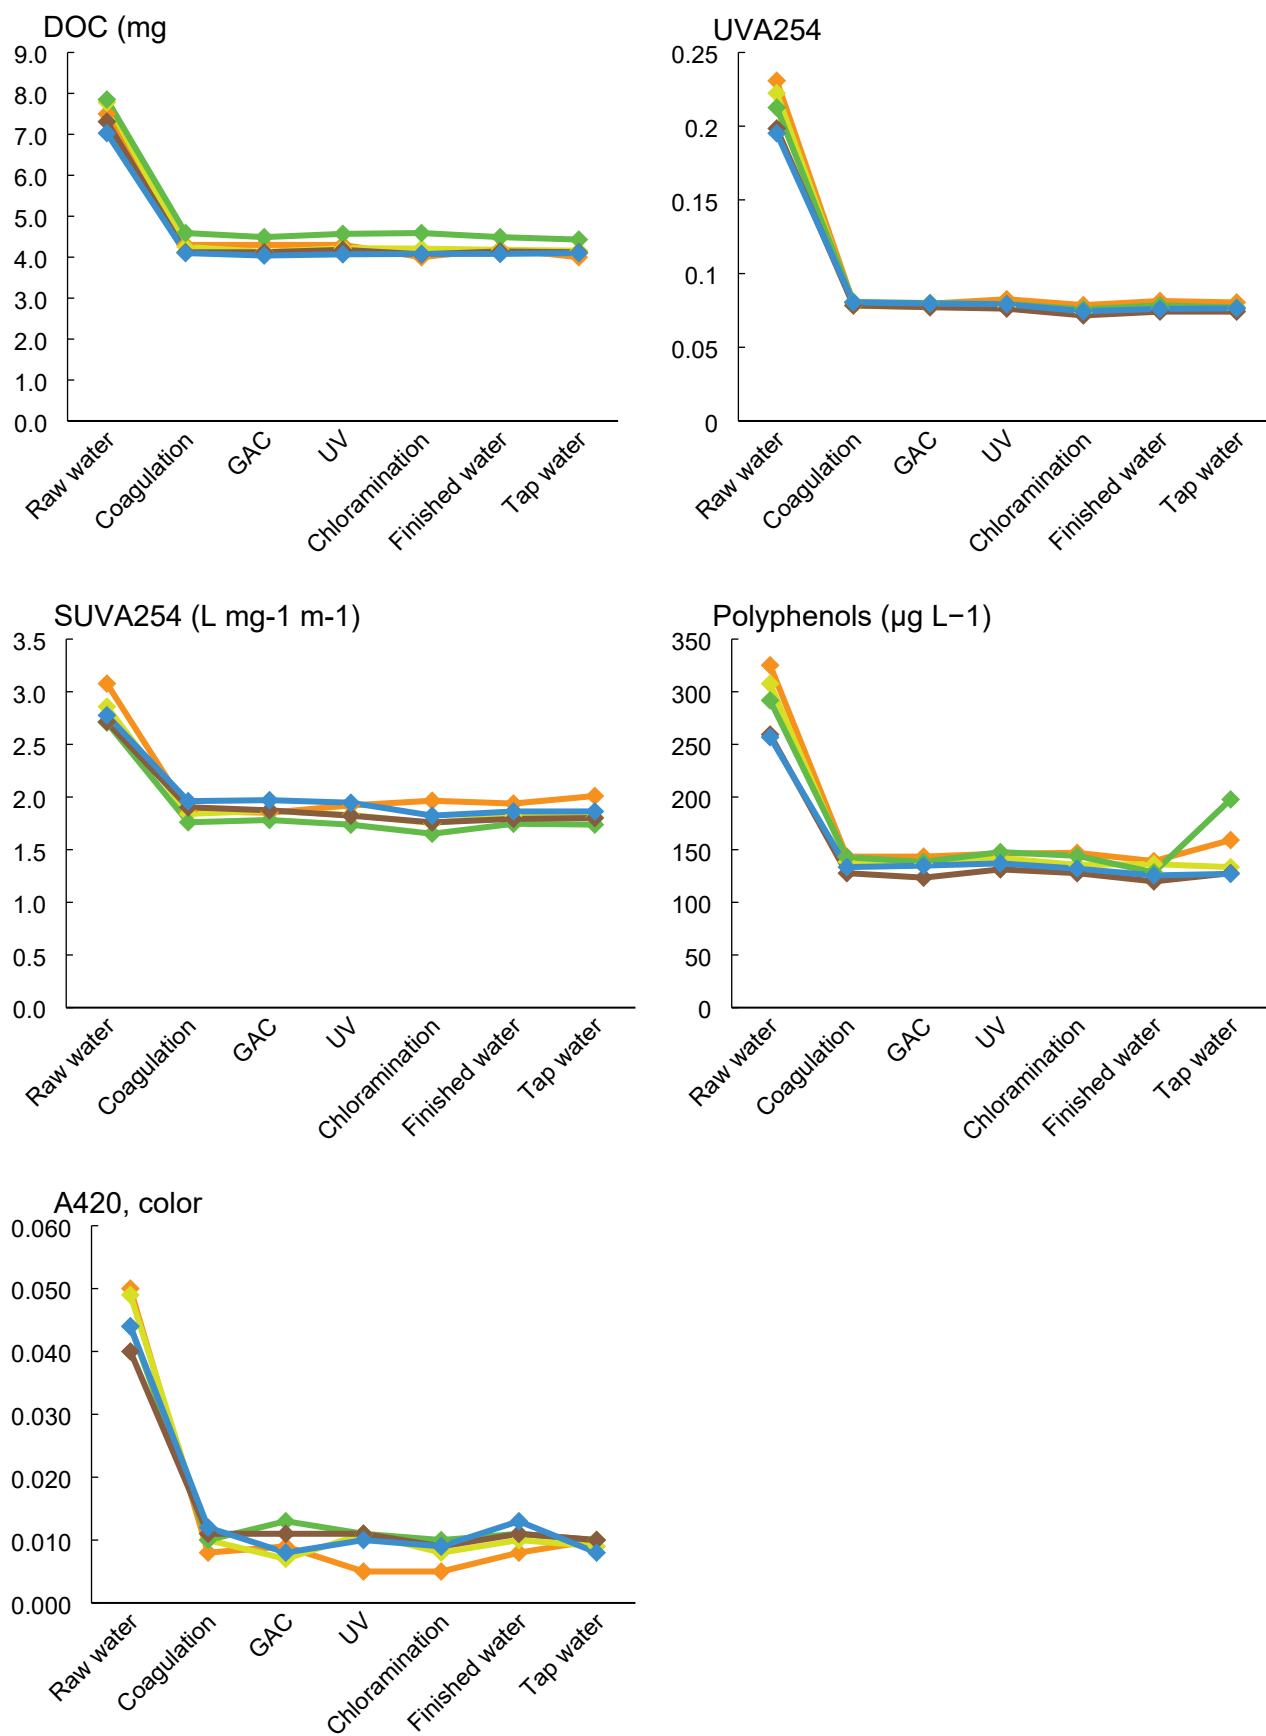 DOC (mg
9.0
8.0
7.0
6.0
5.0
4.0
3.0
2.0
1.0
0.0
Raw water
Coagulation
GAC
UV
Chloramination
Finished water
Tap water
UVA254
0.25
0.2
0.15
0.1
0.05
0
Raw water
Coagulation
GAC
UV
Chloramination
Finished water
Tap water
SUVA254 (L mg-1 m-1)
3.5
3.0
2.5
2.0
1.5
1.0
0.5
0.0
Raw water
Coagulation
GAC
UV
Chloramination
Finished water
Tap water
Polyphenols (µg L−1)
350
300
250
200
150
100
50
0
Raw water
Coagulation
GAC
UV
Chloramination
Finished water
Tap water
A420, color
0.060
0.050
0.040
0.030
0.020
0.010
0.000
Raw water
Coagulation
GAC
UV
Chloramination
Finished water
Tap water